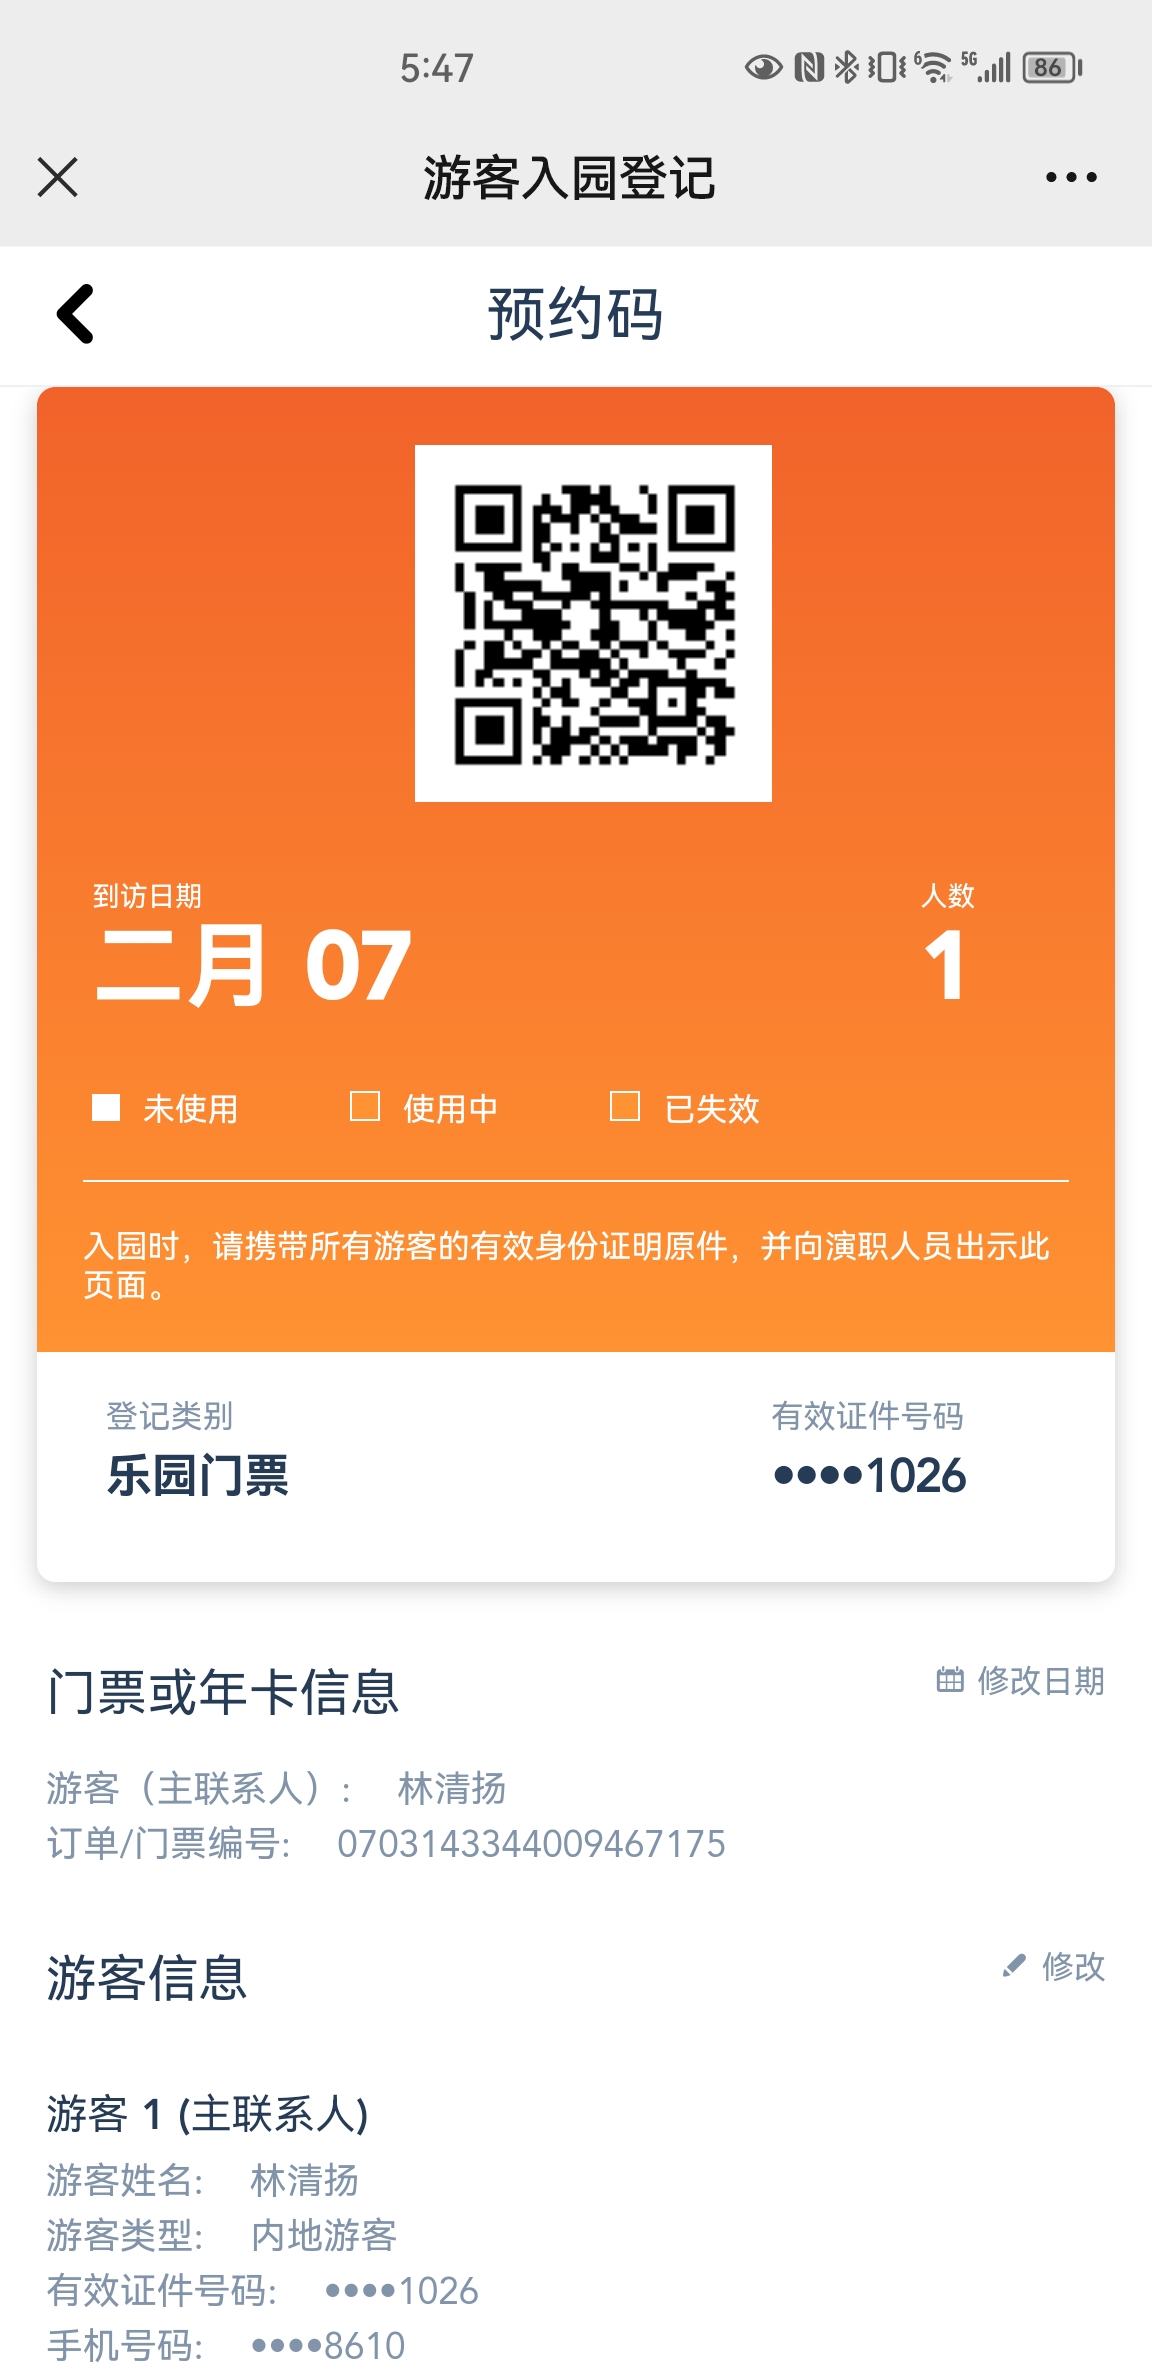 5:47
6
5G
86
游客入园登记
预约码
到访日期
人数
二月 07
1
未使用
使用中
已失效
入园时，请携带所有游客的有效身份证明原件，并向演职人员出示此
页面。
登记类别
有效证件号码
乐园门票
••••1026
门票或年卡信息
修改日期
游客（主联系人）: 林清扬
订单/门票编号: 0703143344009467175
游客信息
修改
游客 1 (主联系人)
游客姓名: 林清扬
游客类型: 内地游客
有效证件号码: ••••1026
手机号码: ••••8610